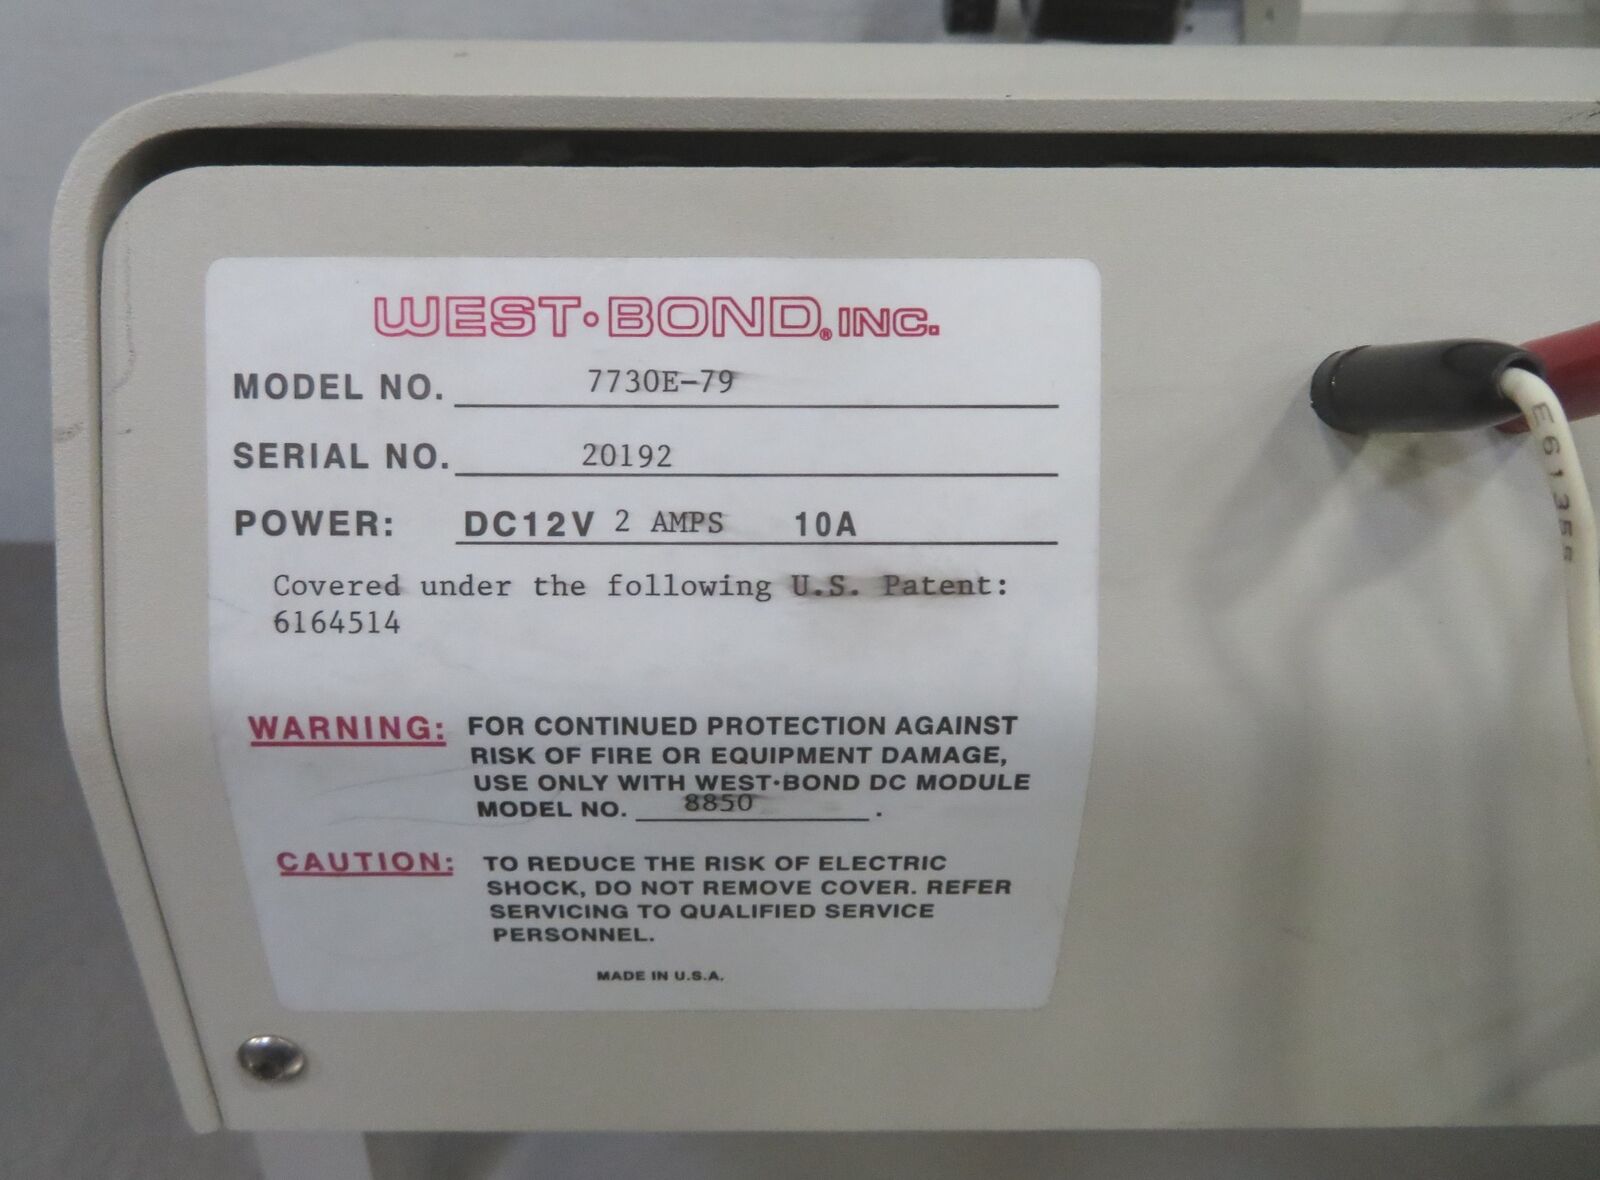 WEST·BOND® INC.
MODEL NO. 7730E-79
SERIAL NO. 20192
POWER: DC12V 2 AMPS 10A
Covered under the following U.S. Patent:
6164514
WARNING: FOR CONTINUED PROTECTION AGAINST
RISK OF FIRE OR EQUIPMENT DAMAGE,
USE ONLY WITH WEST·BOND DC MODULE
MODEL NO. 8850 .
CAUTION: TO REDUCE THE RISK OF ELECTRIC
SHOCK, DO NOT REMOVE COVER. REFER
SERVICING TO QUALIFIED SERVICE
PERSONNEL.
MADE IN U.S.A.